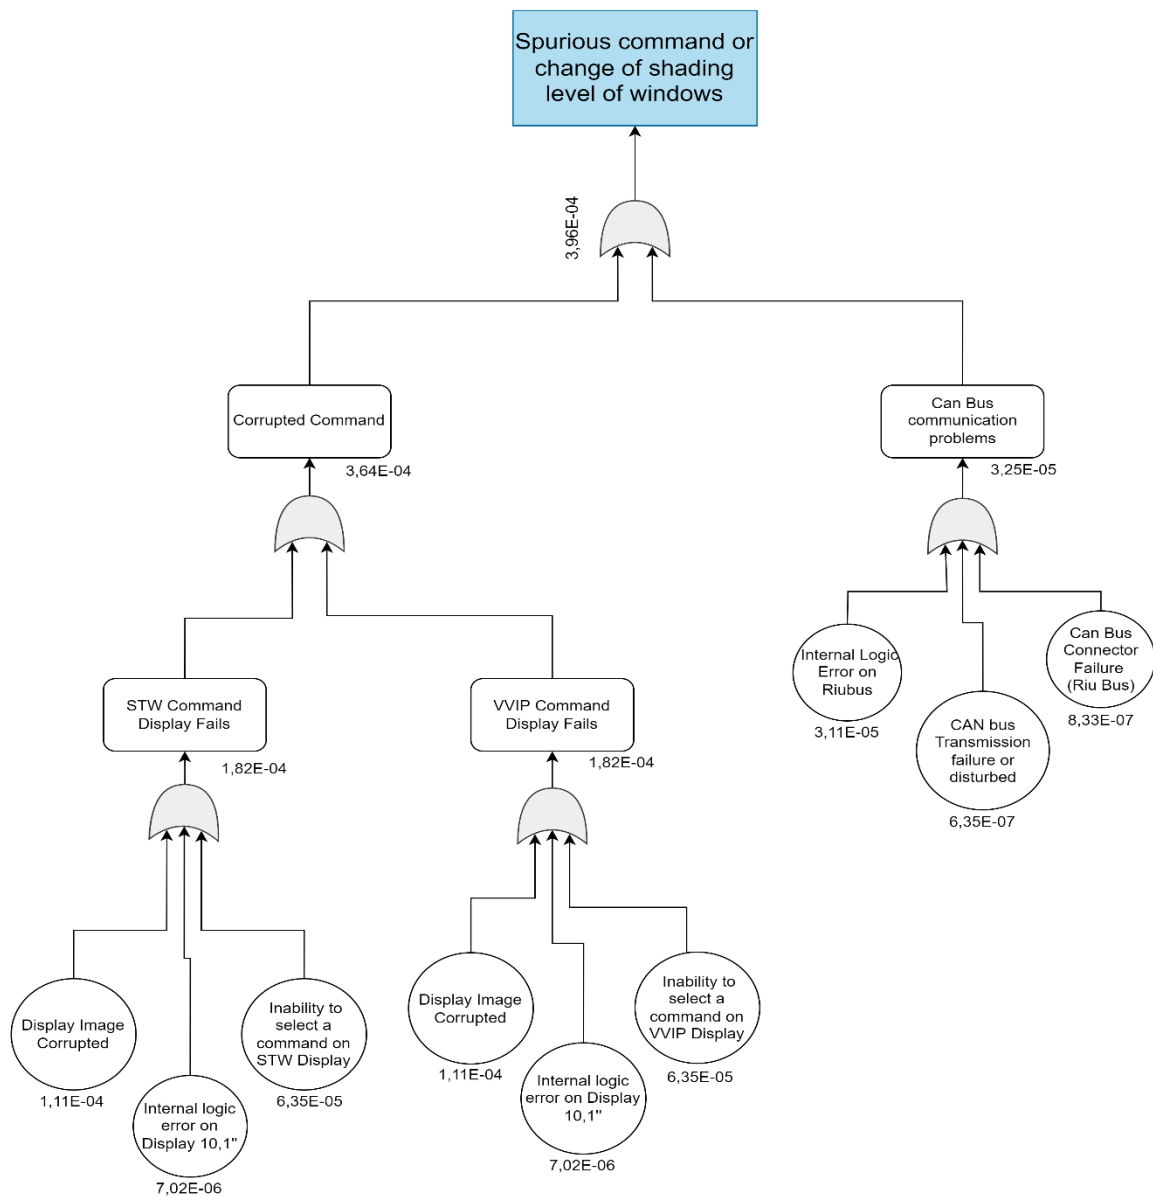 Spurious command or
change of shading
level of windows
3,96E-04
Corrupted Command
3,64E-04
Can Bus
communication
problems
3,25E-05
Internal Logic
Error on
Riubus
3,11E-05
CAN bus
Transmission
failure or
disturbed
6,35E-07
Can Bus
Connector
Failure
(Riu Bus)
8,33E-07
STW Command
Display Fails
1,82E-04
VVIP Command
Display Fails
1,82E-04
Display Image
Corrupted
1,11E-04
Internal logic
error on
Display 10,1"
7,02E-06
Inability to
select a
command on
STW Display
6,35E-05
Display Image
Corrupted
1,11E-04
Internal logic
error on Display
10,1"
7,02E-06
Inability to
select a
command on
VVIP Display
6,35E-05